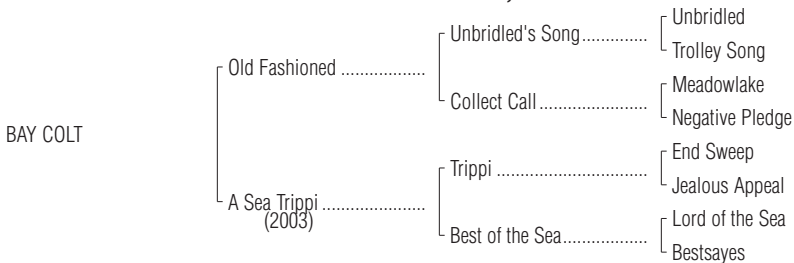 Unbridled
Unbridled's Song..............
Trolley Song
Old Fashioned ..................
Meadowlake
Collect Call.......................
Negative Pledge
BAY COLT
End Sweep
Trippi ................................
Jealous Appeal
A Sea Trippi ......................
(2003)
Lord of the Sea
Best of the Sea..................
Bestsayes